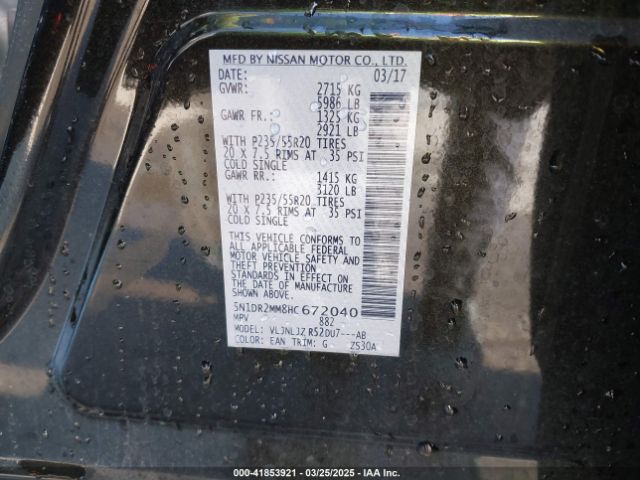 MFD BY NISSAN MOTOR CO., LTD.
DATE: 03/17
GVWR: 2715 KG
5986 LB
GAWR FR.: 1325 KG
2921 LB
WITH P235/55R20 TIRES
20 X 7.5 RIMS AT 35 PSI
COLD SINGLE
GAWR RR.: 1415 KG
3120 LB
WITH P235/55R20 TIRES
20 X 7.5 RIMS AT 35 PSI
COLD SINGLE
THIS VEHICLE CONFORMS TO
ALL APPLICABLE FEDERAL
MOTOR VEHICLE SAFETY AND
THEFT PREVENTION
STANDARDS IN EFFECT ON
THE DATE OF MANUFACTURE
SHOWN ABOVE.
5N1DR2MM8HC672040
MPV 882
MODEL: VLJNLJZ R52DU7---AB
COLOR: EAN TRIM: G ZS30A
000-41853921 - 03/25/2025 - IAA Inc.